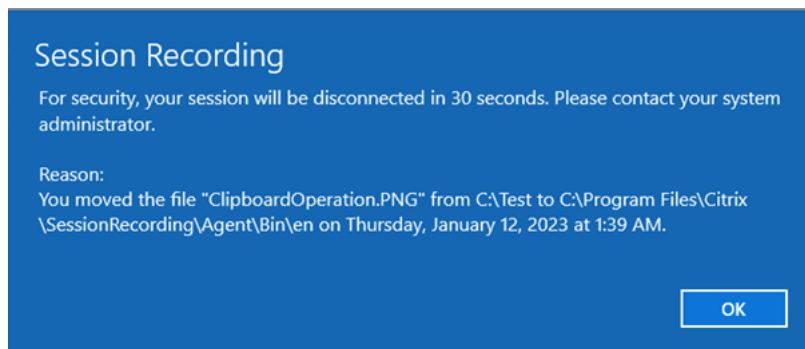 Session Recording
For security, your session will be disconnected in 30 seconds. Please contact your system
administrator.
Reason:
You moved the file "ClipboardOperation.PNG" from C:\Test to C:\Program Files\Citrix
\SessionRecording\Agent\Bin\en on Thursday, January 12, 2023 at 1:39 AM.
OK